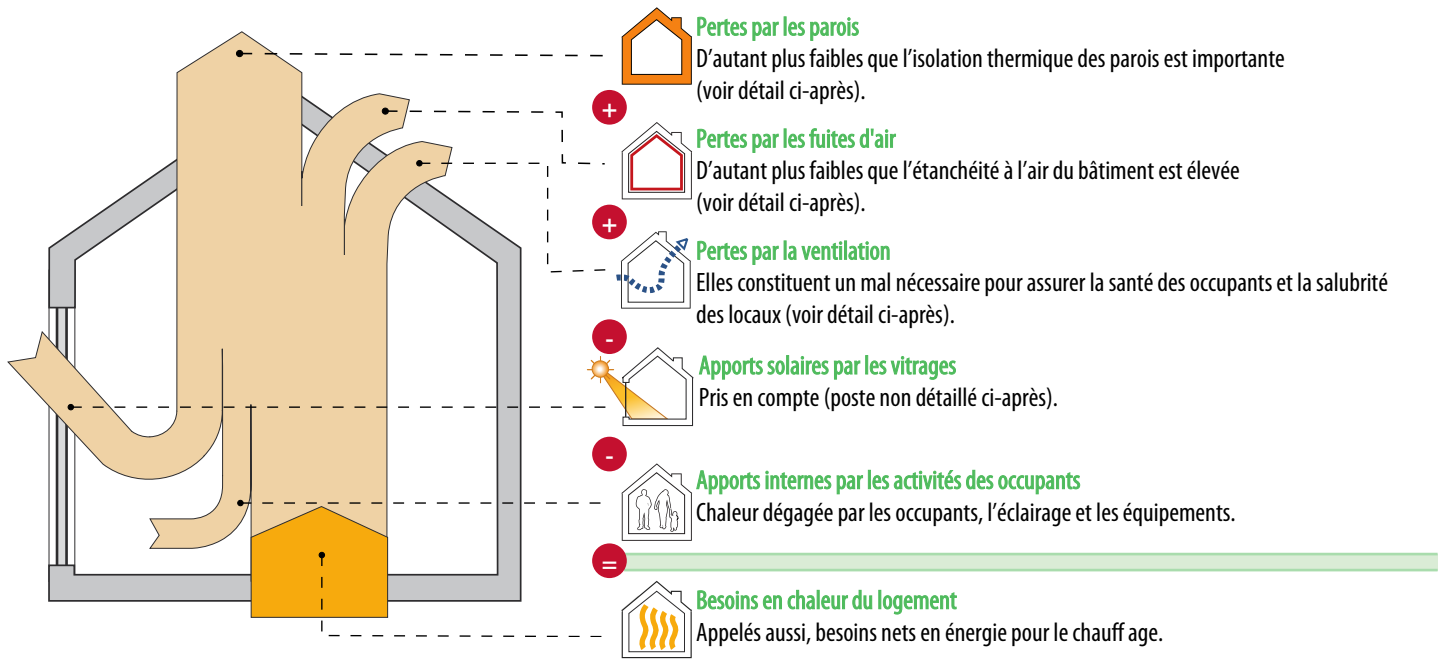 Pertes par les parois
D'autant plus faibles que l'isolation thermique des parois est importante
(voir détail ci-après).
+
Pertes par les fuites d'air
D'autant plus faibles que l'étanchéité à l'air du bâtiment est élevée
(voir détail ci-après).
+
Pertes par la ventilation
Elles constituent un mal nécessaire pour assurer la santé des occupants et la salubrité
des locaux (voir détail ci-après).
-
Apports solaires par les vitrages
Pris en compte (poste non détaillé ci-après).
-
Apports internes par les activités des occupants
Chaleur dégagée par les occupants, l'éclairage et les équipements.
=
Besoins en chaleur du logement
Appelés aussi, besoins nets en énergie pour le chauff age.